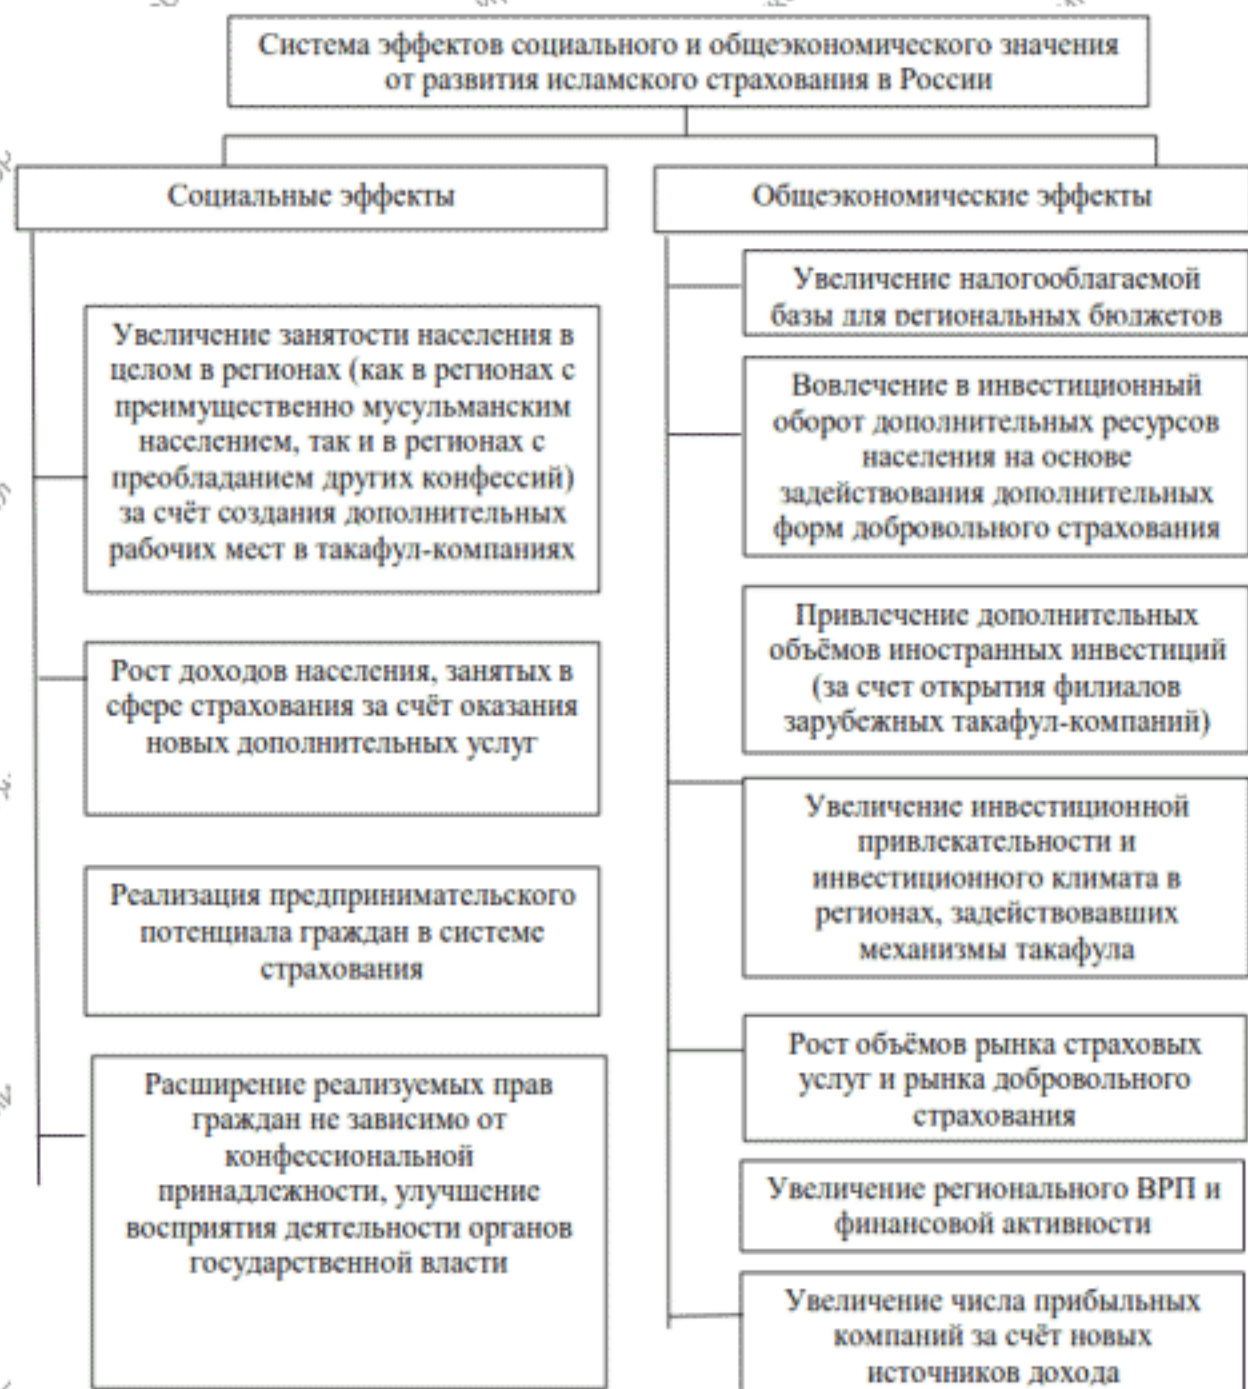 Система эффектов социального и общеэкономического значения
от развития исламского страхования в России
Социальные эффекты
Увеличение занятости населения в
целом в регионах (как в регионах с
преимущественно мусульманским
населением, так и в регионах с
преобладанием других конфессий)
за счёт создания дополнительных
рабочих мест в такафул-компаниях
Рост доходов населения, занятых в
сфере страхования за счёт оказания
новых дополнительных услуг
Реализация предпринимательского
потенциала граждан в системе
страхования
Расширение реализуемых прав
граждан не зависимо от
конфессиональной
принадлежности, улучшение
восприятия деятельности органов
государственной власти
Общеэкономические эффекты
Увеличение налогооблагаемой
базы для региональных бюджетов
Вовлечение в инвестиционный
оборот дополнительных ресурсов
населения на основе
задействования дополнительных
форм добровольного страхования
Привлечение дополнительных
объёмов иностранных инвестиций
(за счет открытия филиалов
зарубежных такафул-компаний)
Увеличение инвестиционной
привлекательности и
инвестиционного климата в
регионах, задействовавших
механизмы такафула
Рост объёмов рынка страховых
услуг и рынка добровольного
страхования
Увеличение регионального ВРП и
финансовой активности
Увеличение числа прибыльных
компаний за счёт новых
источников дохода